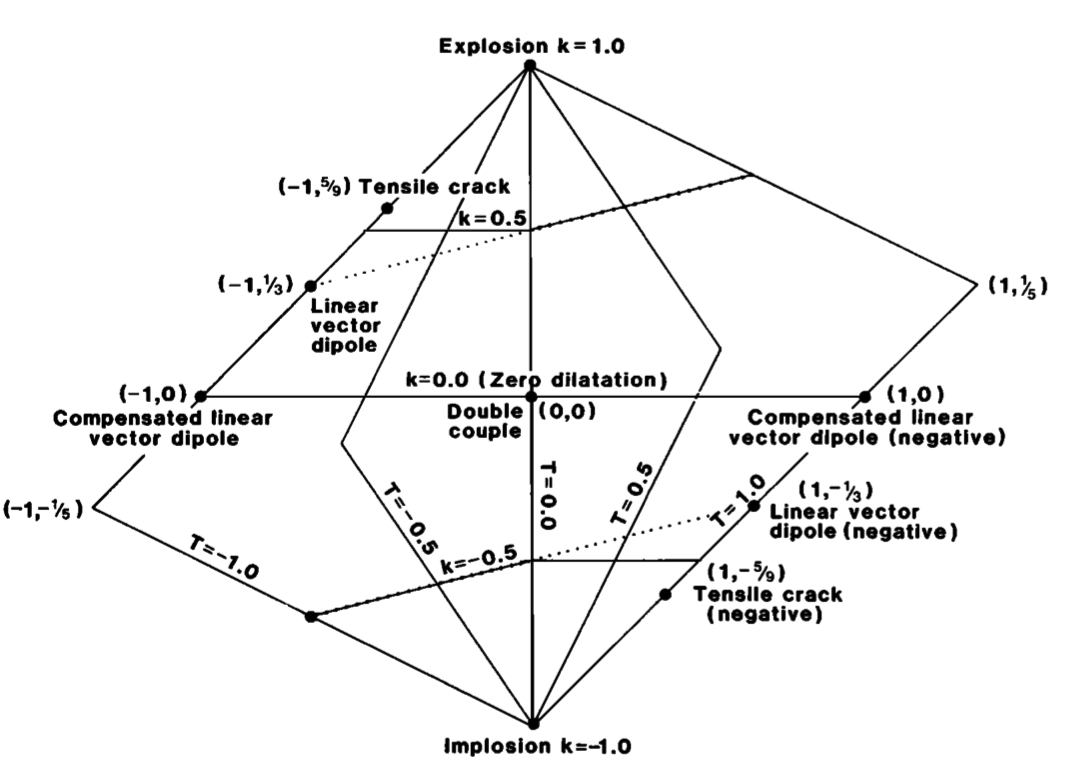 Explosion k=1.0
(-1,5/9) Tensile crack
k=0.5
(-1,1/3)
Linear
vector
dipole
(1,1/5)
k=0.0 (Zero dilatation)
(-1,0)
Compensated linear
vector dipole
Double
couple
(0,0)
(1,0)
Compensated linear
vector dipole (negative)
(-1,-1/5)
T=-1.0
T=-0.5
T=0.0
T=0.5
T=1.0
k=-0.5
(1,-1/3)
Linear vector
dipole (negative)
(1,-5/9)
Tensile crack
(negative)
Implosion k=-1.0